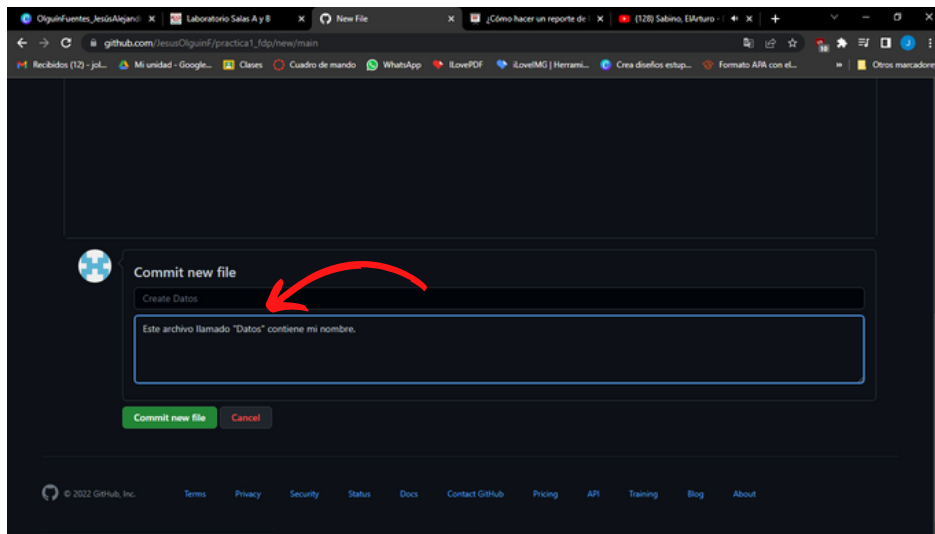 OlguínFuentes_JesúsAlejand
Laboratorio Salas A y B
New File
¿Cómo hacer un reporte de l
(128) Sabino, ElArturo - (
github.com/JesusOlguinF/practica1_fdp/new/main
10
J
Recibidos (12) - jol...
Mi unidad - Google...
Clases
Cuadro de mando
WhatsApp
ILovePDF
iLoveIMG | Herrami...
Crea diseños estup...
Formato APA con el...
»
Otros marcadore
Commit new file
Create Datos
Este archivo llamado "Datos" contiene mi nombre.
Commit new file
Cancel
© 2022 GitHub, Inc.
Terms
Privacy
Security
Status
Docs
Contact GitHub
Pricing
API
Training
Blog
About